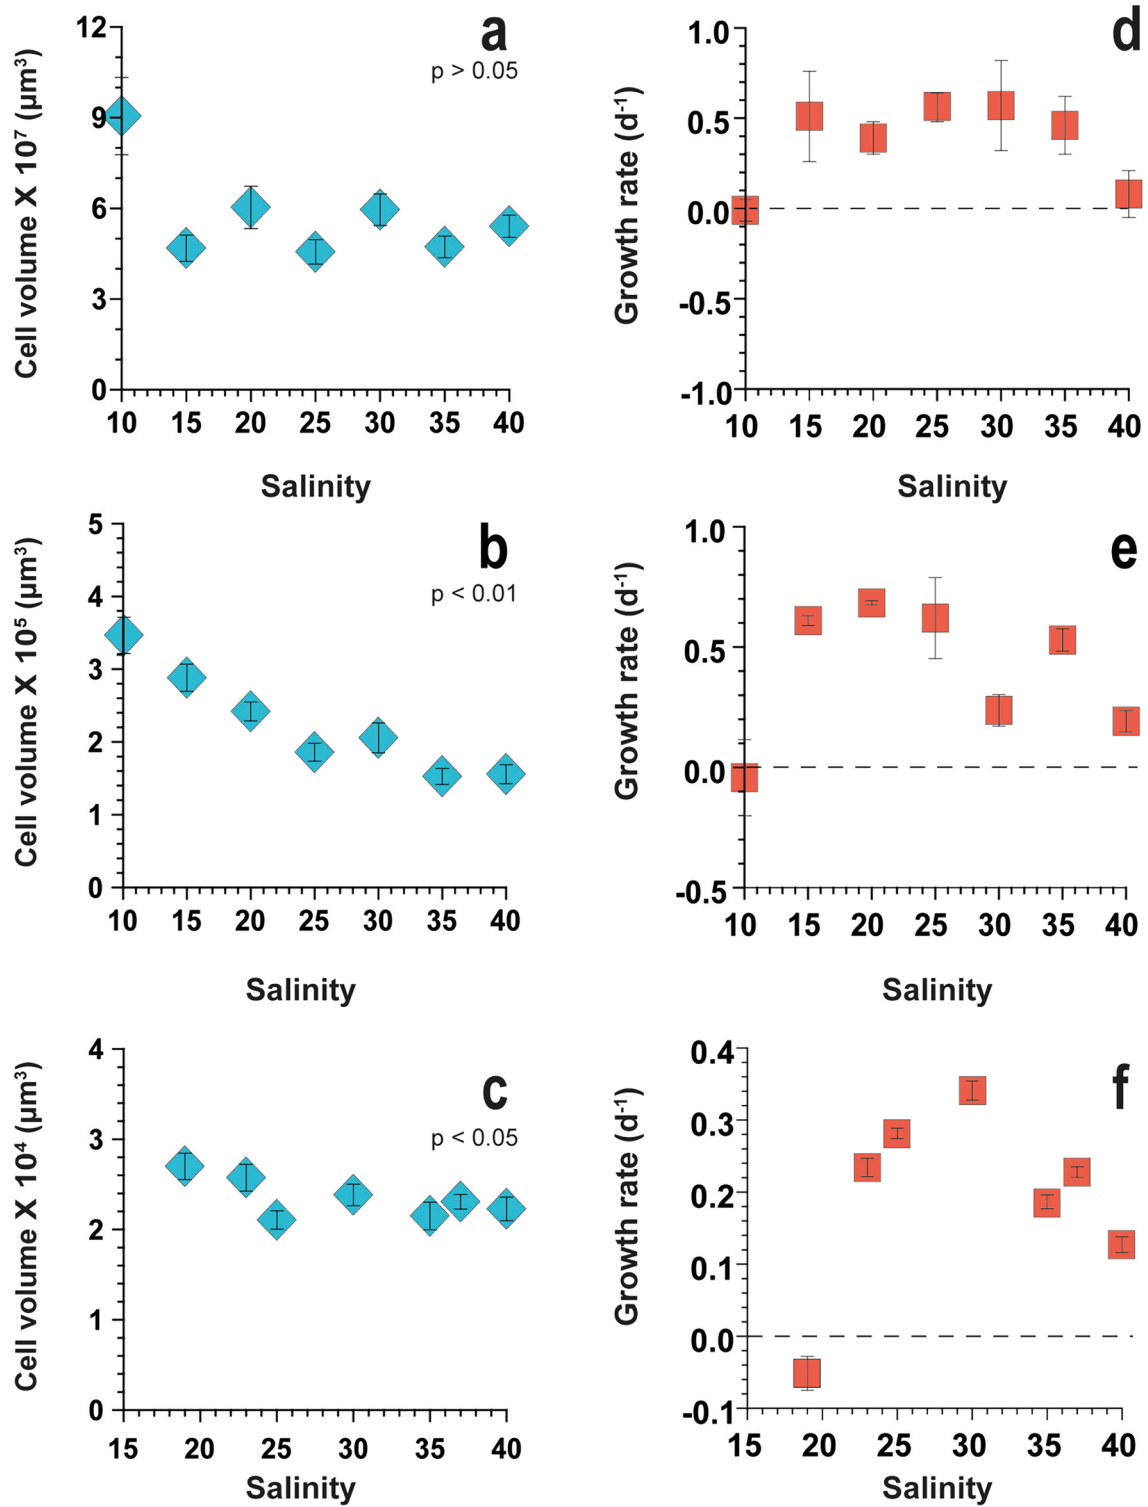 a
p > 0.05
Cell volume X 10⁷ (µm³)
12
9
6
3
0
10 15 20 25 30 35 40
Salinity
d
Growth rate (d⁻¹)
1.0
0.5
0.0
-0.5
-1.0
10 15 20 25 30 35 40
Salinity
b
p < 0.01
Cell volume X 10⁵ (µm³)
5
4
3
2
1
0
10 15 20 25 30 35 40
Salinity
e
Growth rate (d⁻¹)
1.0
0.5
0.0
-0.5
10 15 20 25 30 35 40
Salinity
c
p < 0.05
Cell volume X 10⁴ (µm³)
4
3
2
1
0
15 20 25 30 35 40
Salinity
f
Growth rate (d⁻¹)
0.4
0.3
0.2
0.1
0.0
-0.1
15 20 25 30 35 40
Salinity